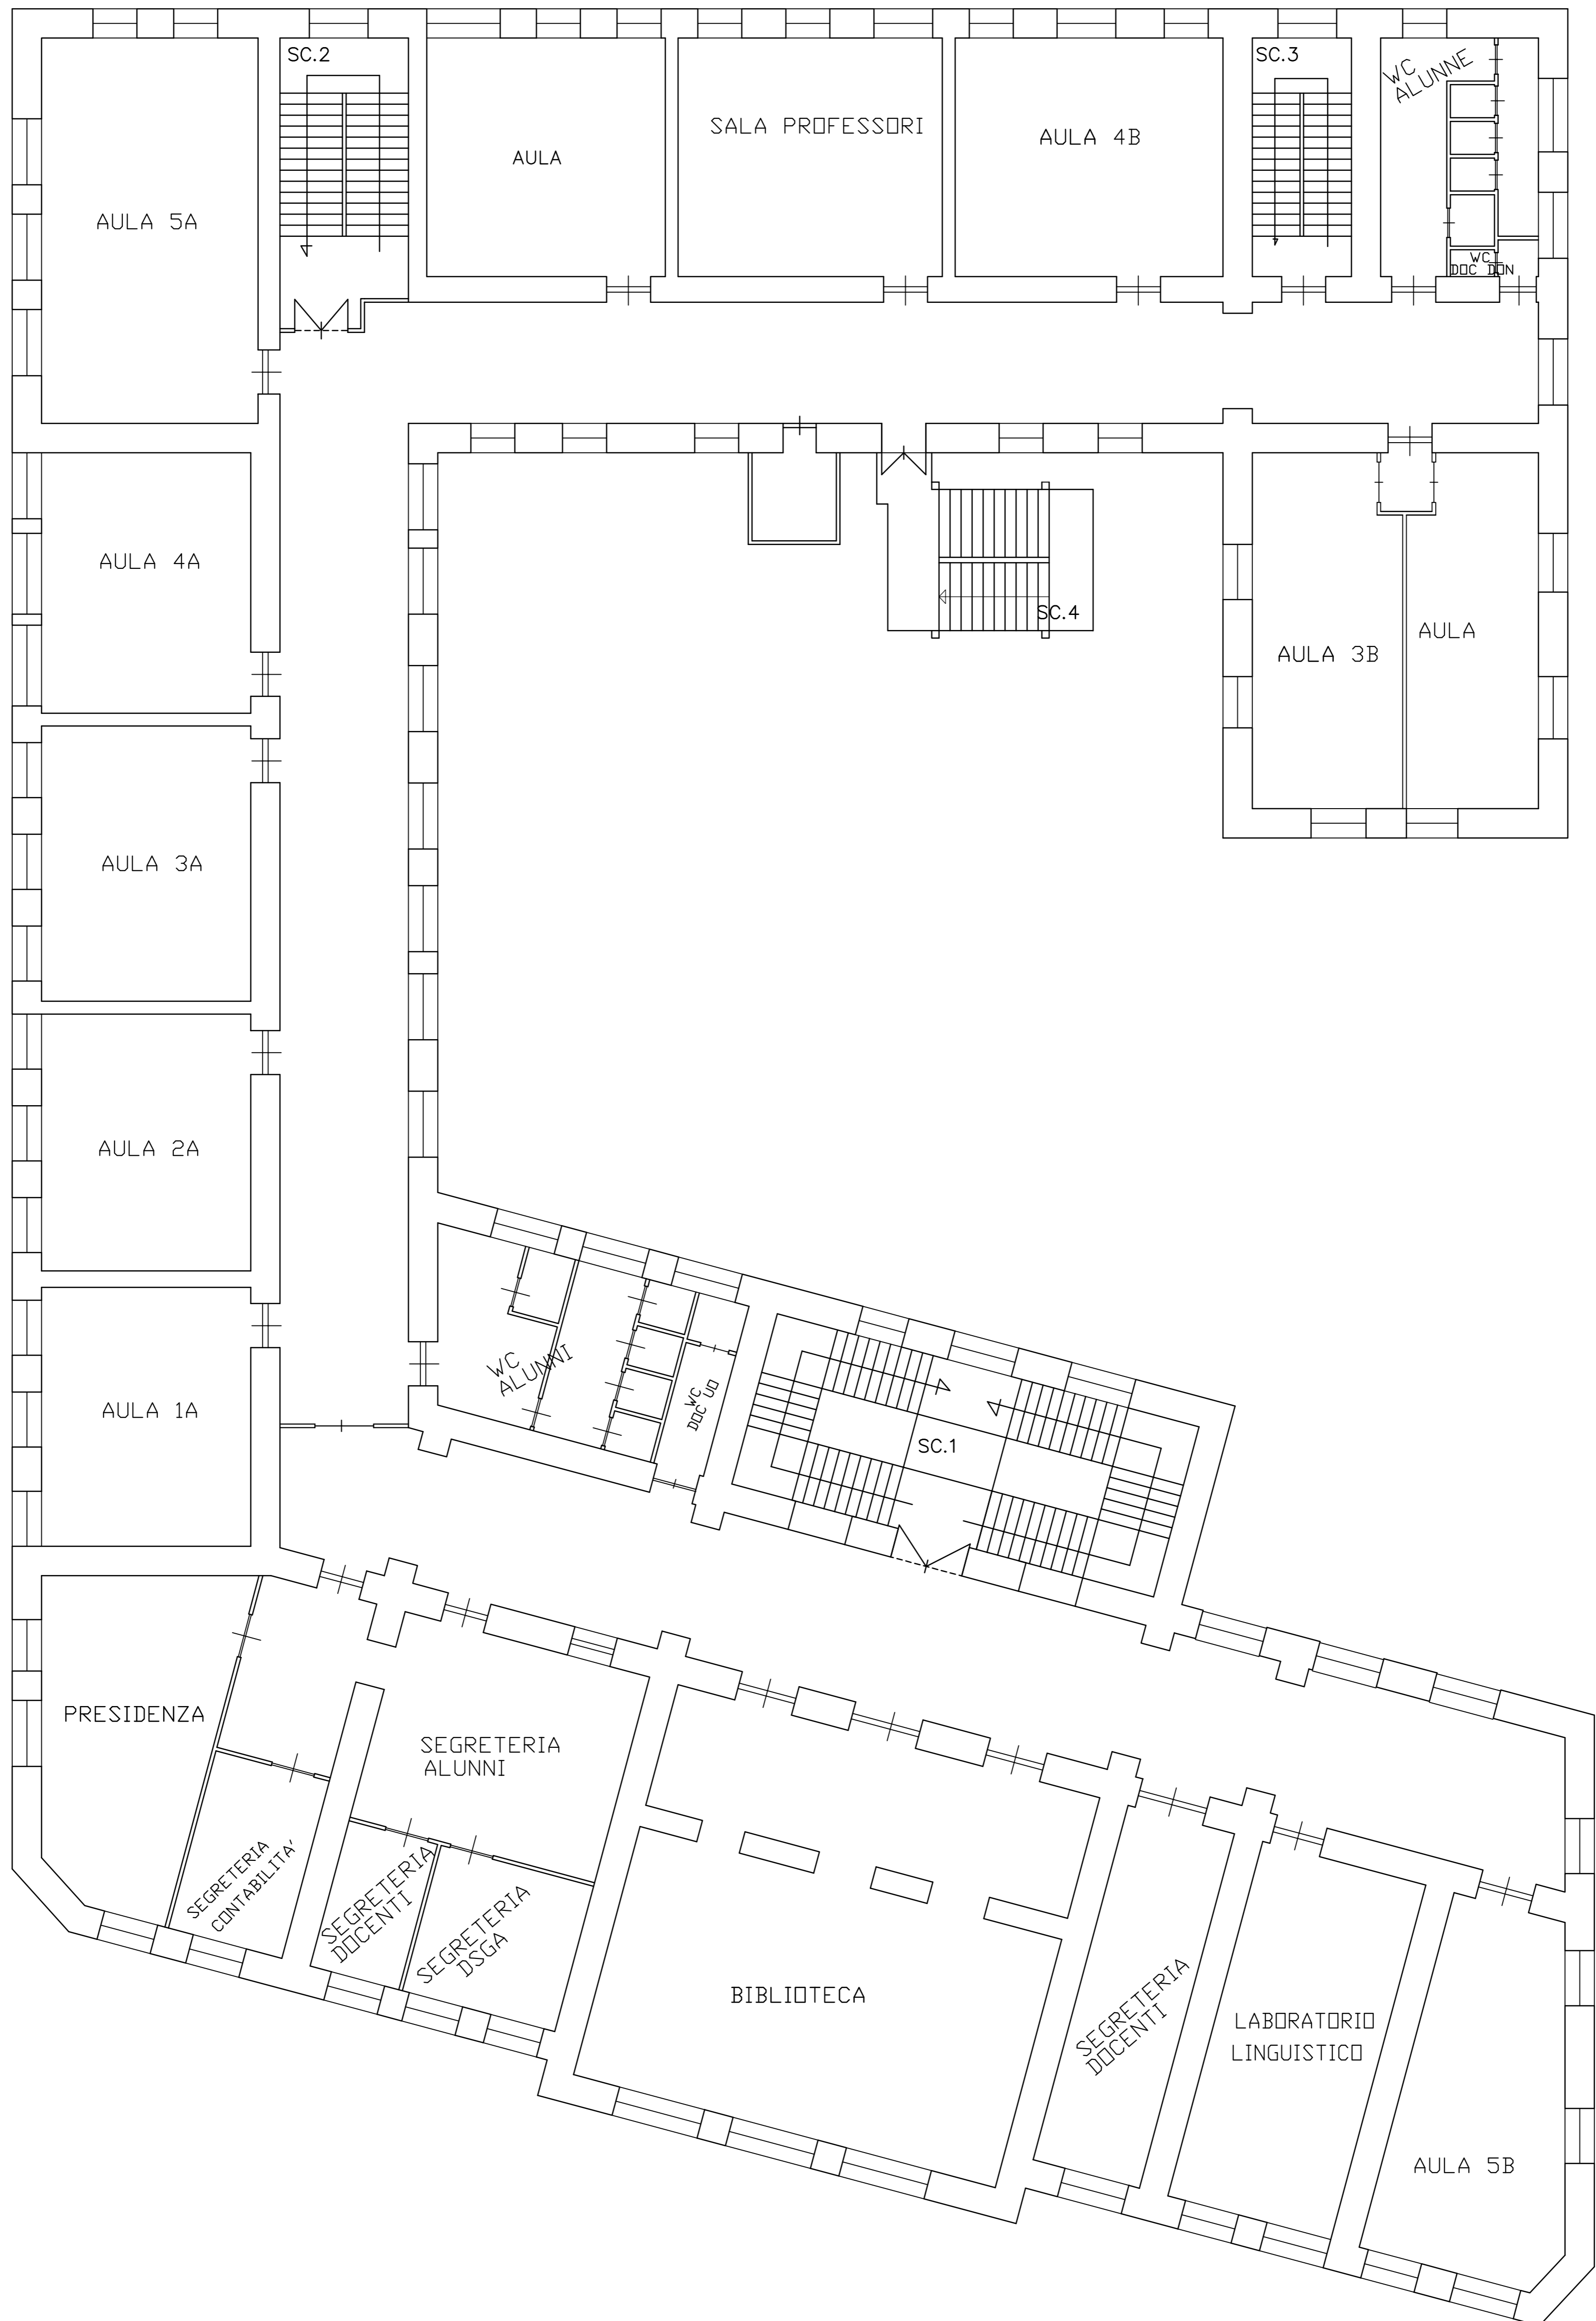 SC.2
SC.3
WC
ALUNNE
SALA PROFESSORI
AULA 4B
AULA
AULA 5A
WC
DOC DON
AULA 4A
SC.4
AULA
AULA 3B
AULA 3A
AULA 2A
WC
ALUNNI
WC
DOC UO
AULA 1A
SC.1
PRESIDENZA
SEGRETERIA
ALUNNI
SEGRETERIA
CONTABILITA'
SEGRETERIA
DOCENTI
SEGRETERIA
DSGA
BIBLIOTECA
SEGRETERIA
DOCENTI
LABORATORIO
LINGUISTICO
AULA 5B